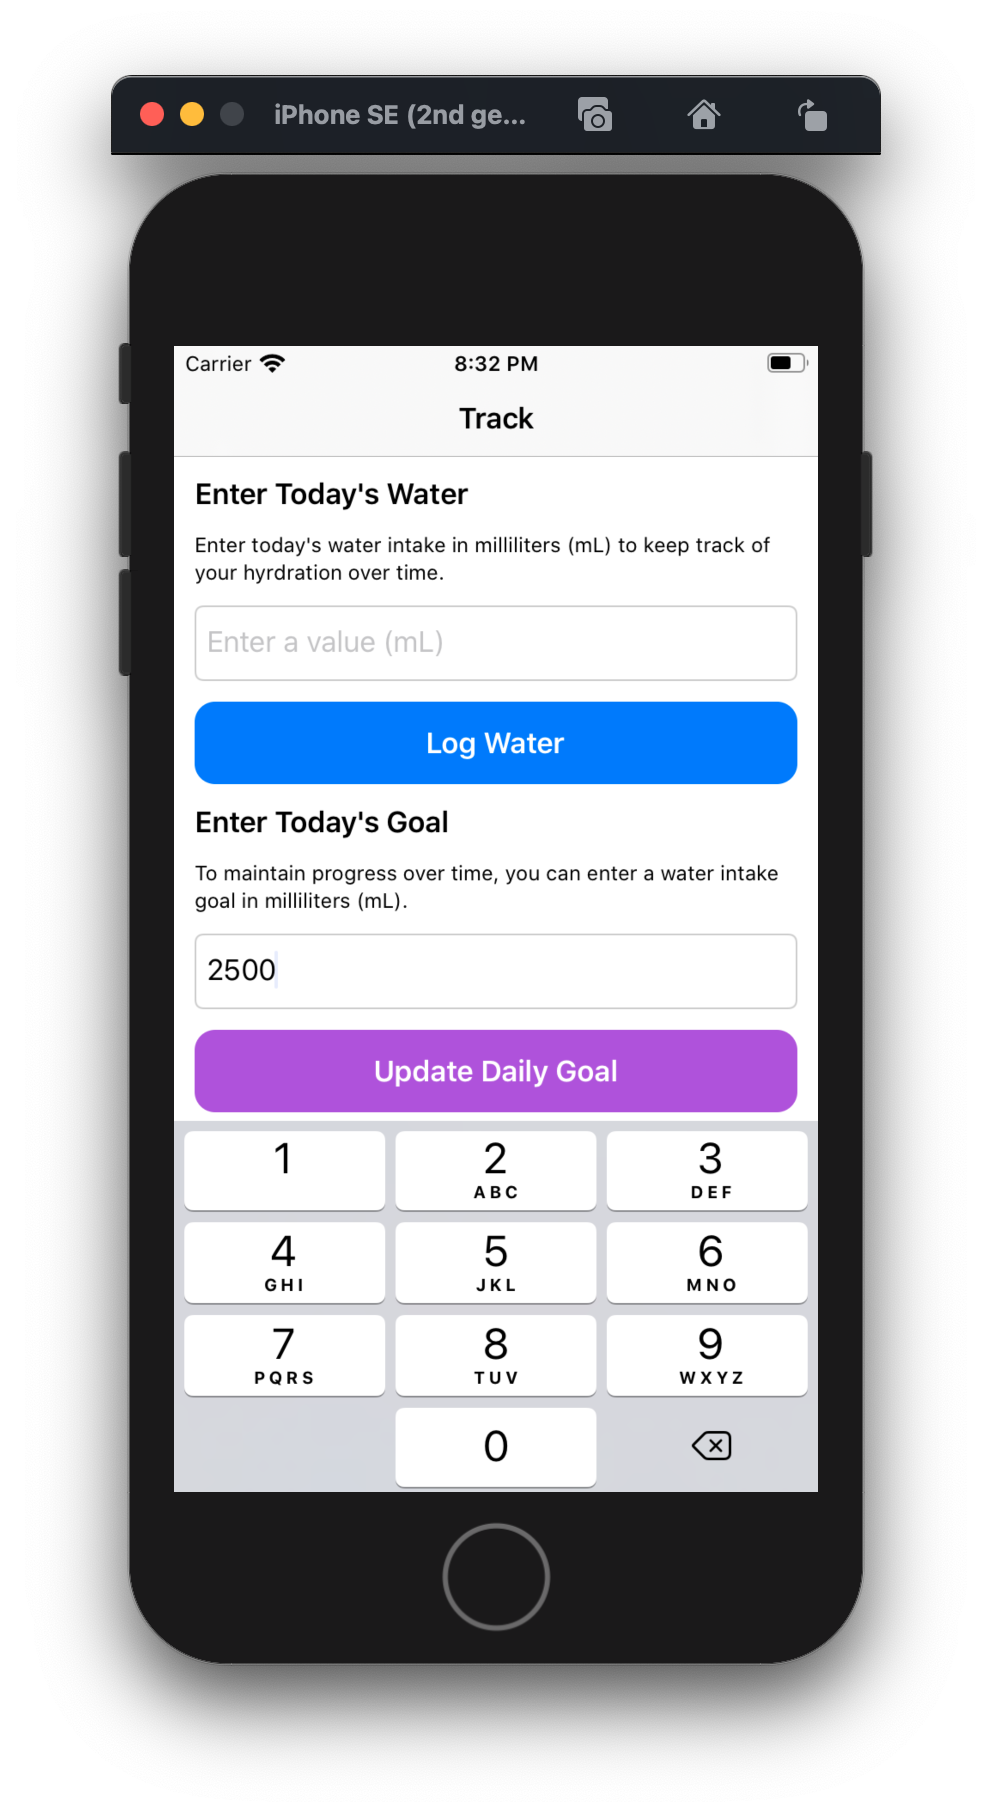 iPhone SE (2nd ge...
Carrier
8:32 PM
Track
Enter Today's Water
Enter today's water intake in milliliters (mL) to keep track of
your hyrdration over time.
Enter a value (mL)
Log Water
Enter Today's Goal
To maintain progress over time, you can enter a water intake
goal in milliliters (mL).
2500
Update Daily Goal
1 2 3
ABC DEF
4 5 6
GHI JKL MNO
7 8 9
PQRS TUV WXYZ
0